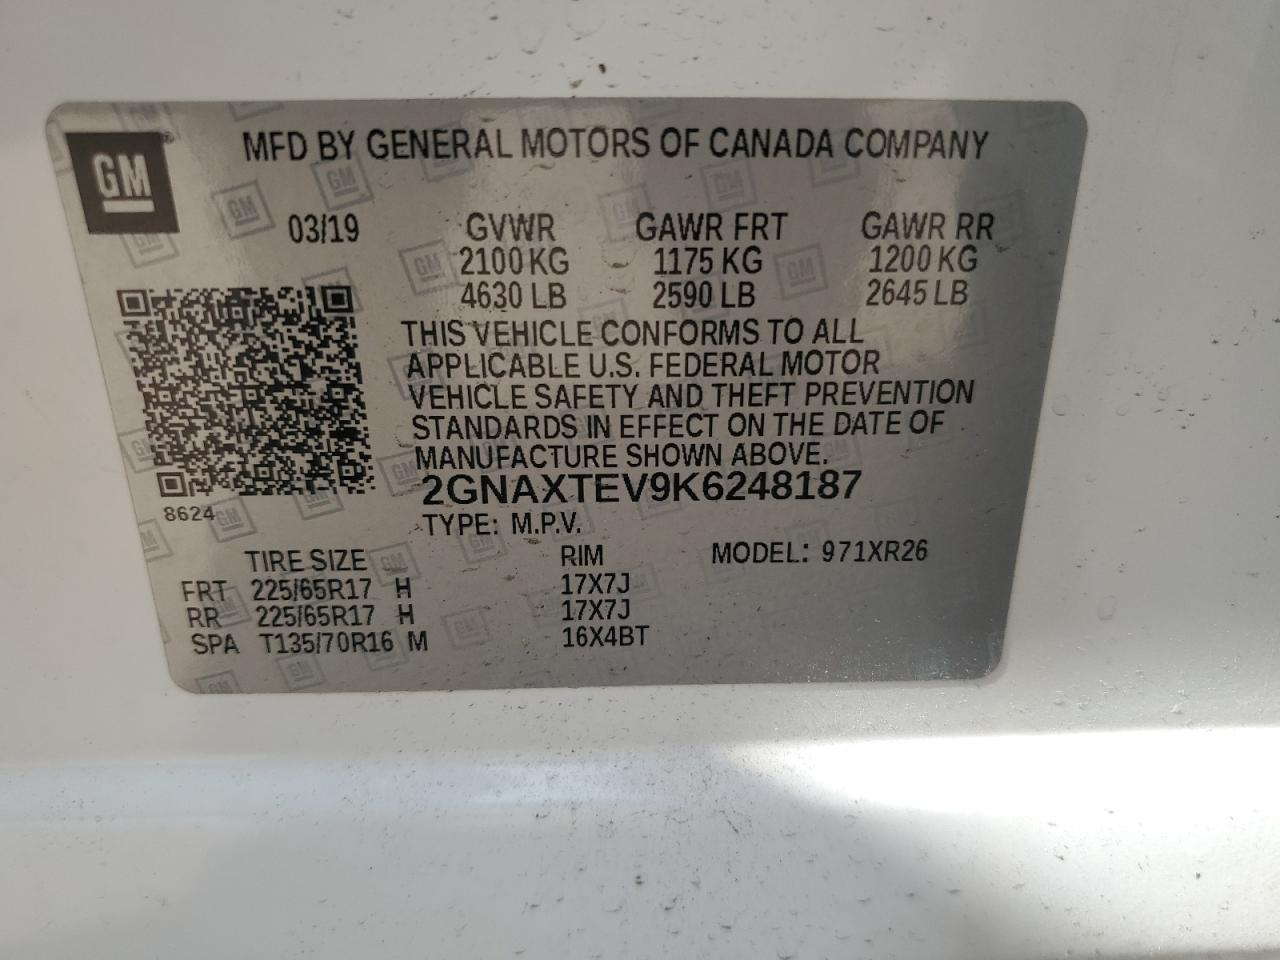 GM®
MFD BY GENERAL MOTORS OF CANADA COMPANY
03/19 GVWR GAWR FRT GAWR RR
2100 KG 1175 KG 1200 KG
4630 LB 2590 LB 2645 LB
THIS VEHICLE CONFORMS TO ALL
APPLICABLE U.S. FEDERAL MOTOR
VEHICLE SAFETY AND THEFT PREVENTION
STANDARDS IN EFFECT ON THE DATE OF
MANUFACTURE SHOWN ABOVE.
2GNAXTEV9K6248187
8624
TYPE: M.P.V.
TIRE SIZE RIM MODEL: 971XR26
FRT 225/65R17 H 17X7J
RR 225/65R17 H 17X7J
SPA T135/70R16 M 16X4BT